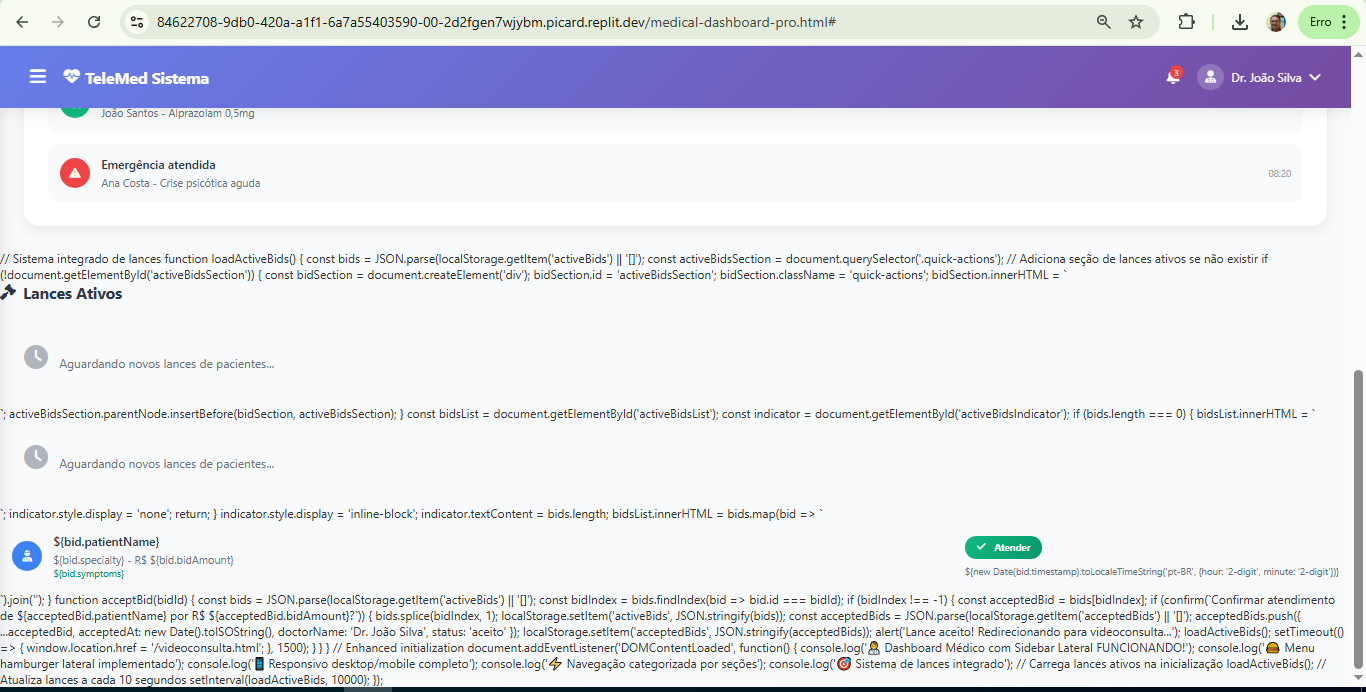 84622708-9db0-420a-a1f1-6a7a55403590-00-2d2fgen7wjybm.picard.replit.dev/medical-dashboard-pro.html#
Erro
TeleMed Sistema
3
Dr. João Silva
João Santos - Alprazolam 0,5mg
Emergência atendida
Ana Costa - Crise psicótica aguda
08:20
// Sistema integrado de lances function loadActiveBids() { const bids = JSON.parse(localStorage.getItem('activeBids') || '[]'); const activeBidsSection = document.querySelector('.quick-actions'); // Adiciona seção de lances ativos se não existir if
(!document.getElementById('activeBidsSection')) { const bidSection = document.createElement('div'); bidSection.id = 'activeBidsSection'; bidSection.className = 'quick-actions'; bidSection.innerHTML = `
Lances Ativos
Aguardando novos lances de pacientes...
`; activeBidsSection.parentNode.insertBefore(bidSection, activeBidsSection); } const bidsList = document.getElementById('activeBidsList'); const indicator = document.getElementById('activeBidsIndicator'); if (bids.length === 0) { bidsList.innerHTML = `
Aguardando novos lances de pacientes...
`; indicator.style.display = 'none'; return; } indicator.style.display = 'inline-block'; indicator.textContent = bids.length; bidsList.innerHTML = bids.map(bid => `
${bid.patientName}
${bid.specialty} - R$ ${bid.bidAmount}
${bid.symptoms}
Atender
${new Date(bid.timestamp).toLocaleTimeString('pt-BR', {hour: '2-digit', minute: '2-digit'})}
`).join(''); } function acceptBid(bidId) { const bids = JSON.parse(localStorage.getItem('activeBids') || '[]'); const bidIndex = bids.findIndex(bid => bid.id === bidId); if (bidIndex !== -1) { const acceptedBid = bids[bidIndex]; if (confirm(`Confirmar atendimento
de ${acceptedBid.patientName} por R$ ${acceptedBid.bidAmount}?`)) { bids.splice(bidIndex, 1); localStorage.setItem('activeBids', JSON.stringify(bids)); const acceptedBids = JSON.parse(localStorage.getItem('acceptedBids') || '[]'); acceptedBids.push({
...acceptedBid, acceptedAt: new Date().toISOString(), doctorName: 'Dr. João Silva', status: 'aceito' }); localStorage.setItem('acceptedBids', JSON.stringify(acceptedBids)); alert('Lance aceito! Redirecionando para videoconsulta...'); loadActiveBids(); setTimeout(()
=> { window.location.href = '/videoconsulta.html'; }, 1500); } } } // Enhanced initialization document.addEventListener('DOMContentLoaded', function() { console.log('👨‍⚕️ Dashboard Médico com Sidebar Lateral FUNCIONANDO!'); console.log('🍔 Menu
hamburger lateral implementado'); console.log('📱 Responsivo desktop/mobile completo'); console.log('⚡ Navegação categorizada por seções'); console.log('🎯 Sistema de lances integrado'); // Carrega lances ativos na inicialização loadActiveBids(); //
Atualiza lances a cada 10 segundos setInterval(loadActiveBids, 10000); });